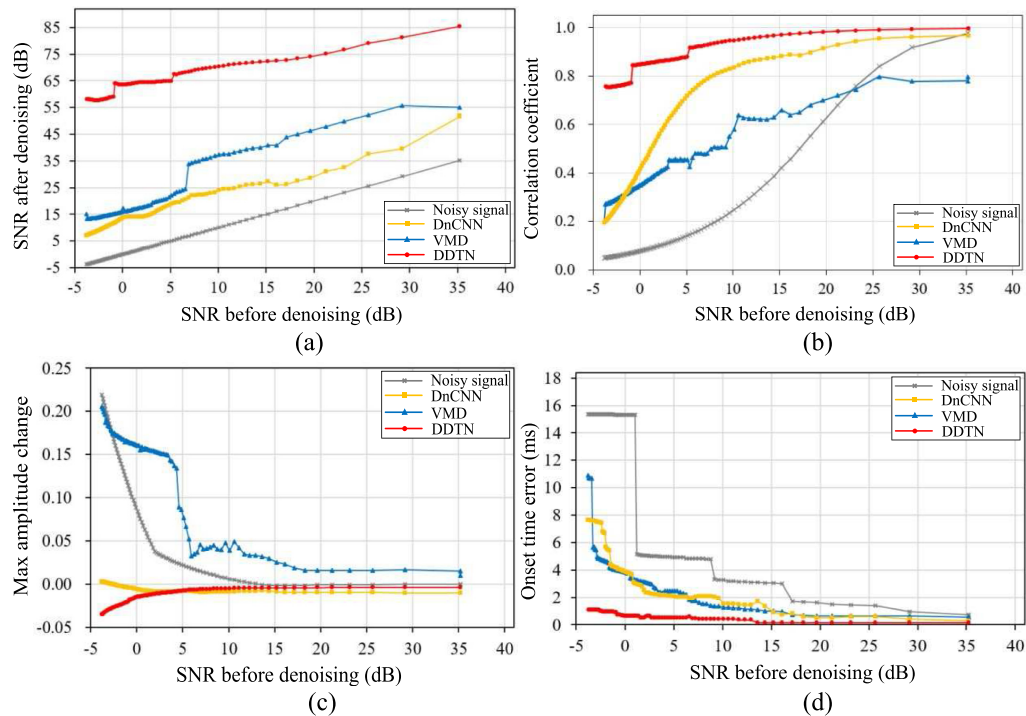 SNR after denoising (dB)
85
75
65
55
45
35
25
15
5
-5
-5 0 5 10 15 20 25 30 35 40
SNR before denoising (dB)
Noisy signal
DnCNN
VMD
DDTN
(a)
Correlation coefficient
1.0
0.8
0.6
0.4
0.2
0.0
-5 0 5 10 15 20 25 30 35 40
SNR before denoising (dB)
Noisy signal
DnCNN
VMD
DDTN
(b)
Max amplitude change
0.25
0.20
0.15
0.10
0.05
0.00
-0.05
-5 0 5 10 15 20 25 30 35 40
SNR before denoising (dB)
Noisy signal
DnCNN
VMD
DDTN
(c)
Onset time error (ms)
18
16
14
12
10
8
6
4
2
0
-5 0 5 10 15 20 25 30 35 40
SNR before denoising (dB)
Noisy signal
DnCNN
VMD
DDTN
(d)